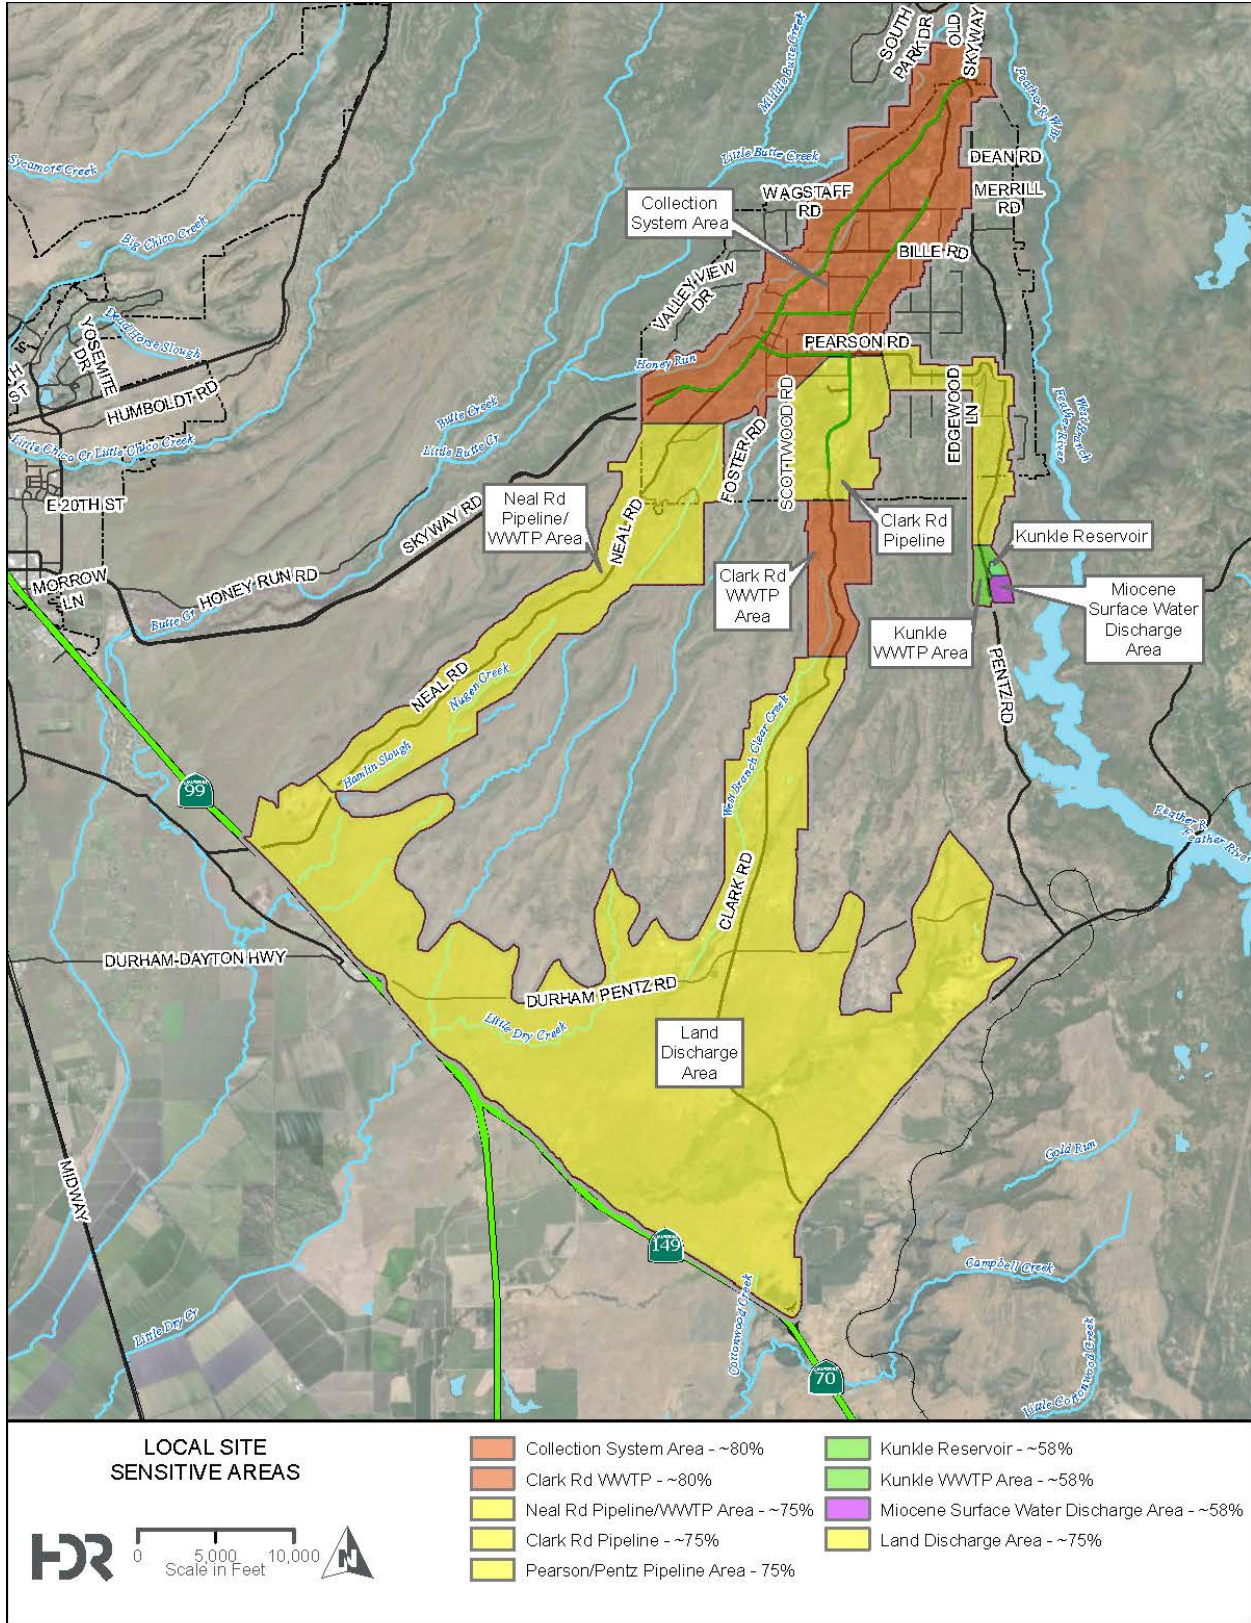 SOUTH
PARK DR
OLD
SKYWAY
Middle Butte Creek
Feather R W Br
Sycamore Creek
Little Butte Creek
DEAN RD
WAGSTAFF
RD
MERRILL
RD
Collection
System Area
Big Chico Creek
BILLE RD
VALLEY VIEW
DR
Dead Horse Slough
YOSEMITE
DR
PEARSON RD
Honey Run
ST
HUMBOLDT RD
SCOTTWOOD RD
EDGEWOOD
LN
West Branch
Feather River
Butte Creek
Little Chico Cr Little Chico Creek
Little Butte Cr
FOSTER RD
E 20TH ST
SKYWAY RD
Neal Rd
Pipeline/
WWTP Area
NEAL RD
Clark Rd
Pipeline
Kunkle Reservoir
MORROW
LN
HONEY RUN RD
Clark Rd
WWTP
Area
Miocene
Surface Water
Discharge
Area
Butte Cr
Kunkle
WWTP Area
NEAL RD
Nugen Creek
PENTZ RD
West Branch Clear Creek
Hamlin Slough
CALIFORNIA
99
Feather R
Feather River
CLARK RD
DURHAM-DAYTON HWY
DURHAM PENTZ RD
Little Dry Creek
Land
Discharge
Area
Gold Run
MIDWAY
CALIFORNIA
149
Campbell Creek
Cottonwood Creek
Little Dry Cr
Little Cottonwood Creek
CALIFORNIA
70
LOCAL SITE
SENSITIVE AREAS
HDR
0 5,000 10,000
Scale in Feet
N
Collection System Area - ~80%
Clark Rd WWTP - ~80%
Neal Rd Pipeline/WWTP Area - ~75%
Clark Rd Pipeline - ~75%
Pearson/Pentz Pipeline Area - 75%
Kunkle Reservoir - ~58%
Kunkle WWTP Area - ~58%
Miocene Surface Water Discharge Area - ~58%
Land Discharge Area - ~75%